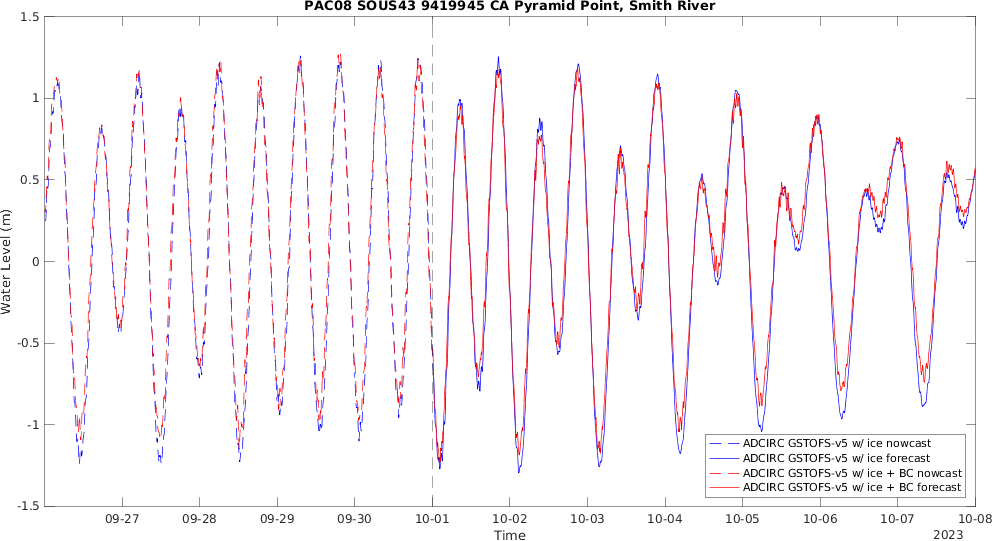 PAC08 SOUS43 9419945 CA Pyramid Point, Smith River
1.5
1
0.5
0
-0.5
-1
-1.5
Water Level (m)
ADCIRC GSTOFS-v5 w/ ice nowcast
ADCIRC GSTOFS-v5 w/ ice forecast
ADCIRC GSTOFS-v5 w/ ice + BC nowcast
ADCIRC GSTOFS-v5 w/ ice + BC forecast
09-27 09-28 09-29 09-30 10-01 10-02 10-03 10-04 10-05 10-06 10-07 10-08
Time 2023